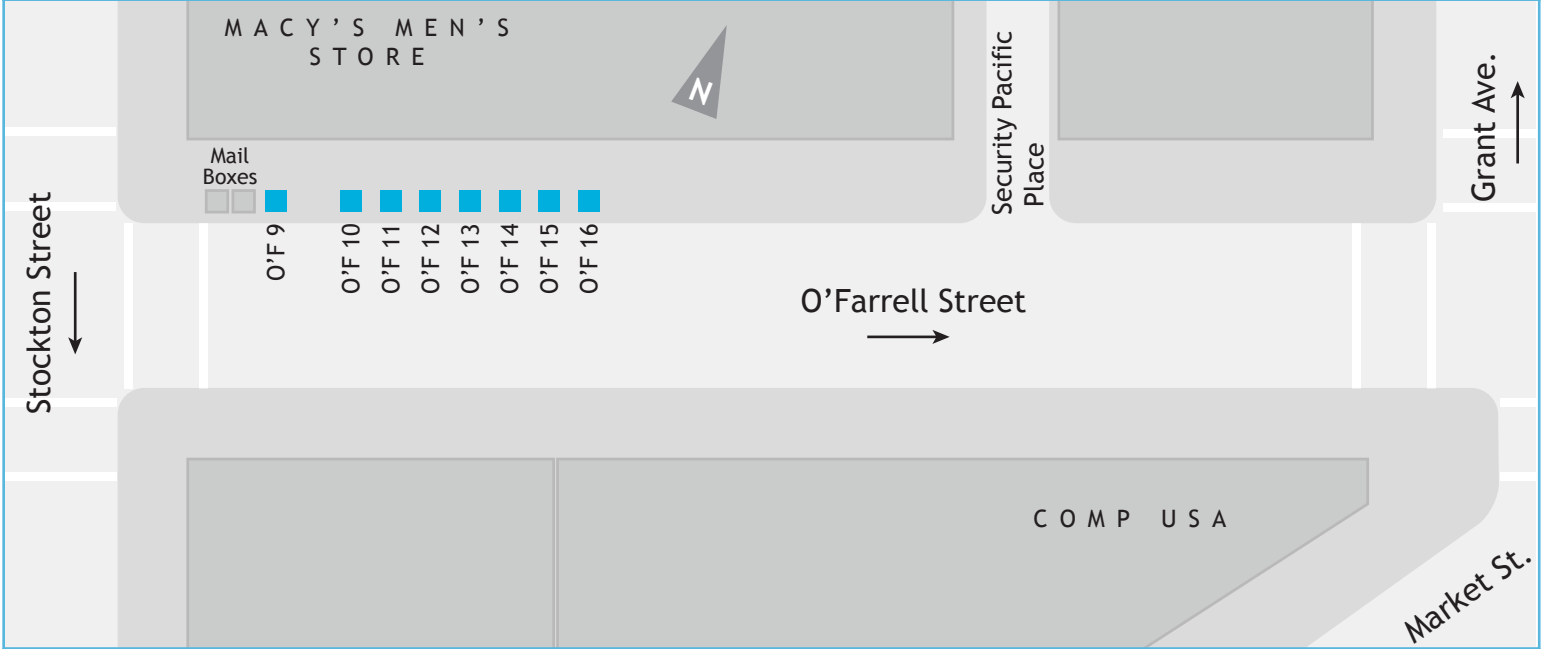 MACY’S MEN’S
STORE
N
Security Pacific
Place
Grant Ave.
Mail
Boxes
Stockton Street
O’F 9
O’F 10
O’F 11
O’F 12
O’F 13
O’F 14
O’F 15
O’F 16
O’Farrell Street
COMP USA
Market St.